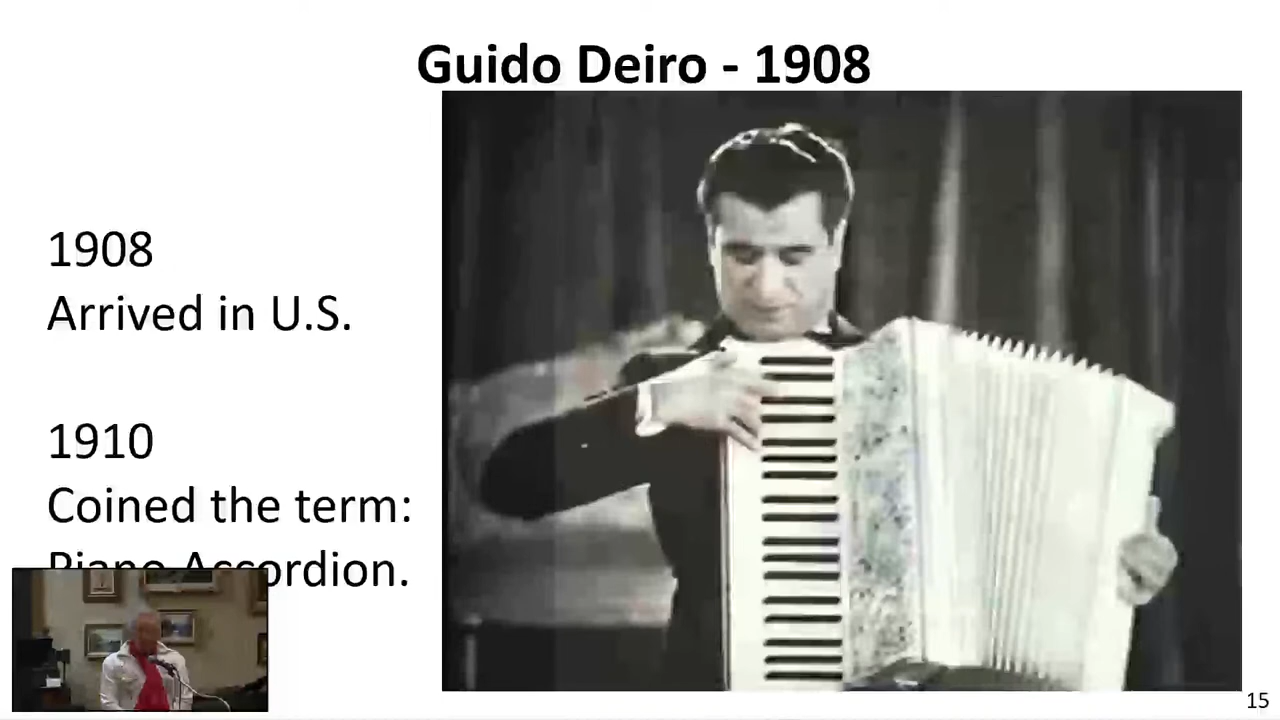 Guido Deiro - 1908
1908
Arrived in U.S.
1910
Coined the term:
Piano Accordion.
15